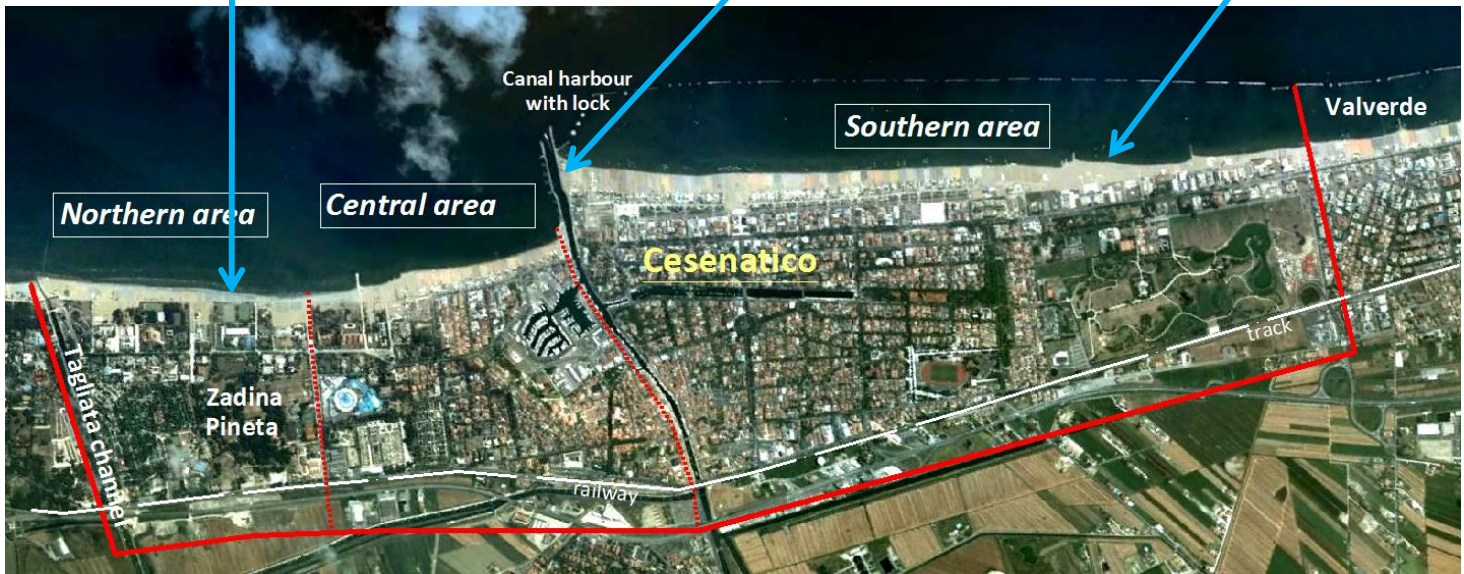 Canal harbour
with lock
Valverde
Southern area
Northern area
Central area
Cesenatico
track
Tagliata channel
Zadina
Pineta
railway